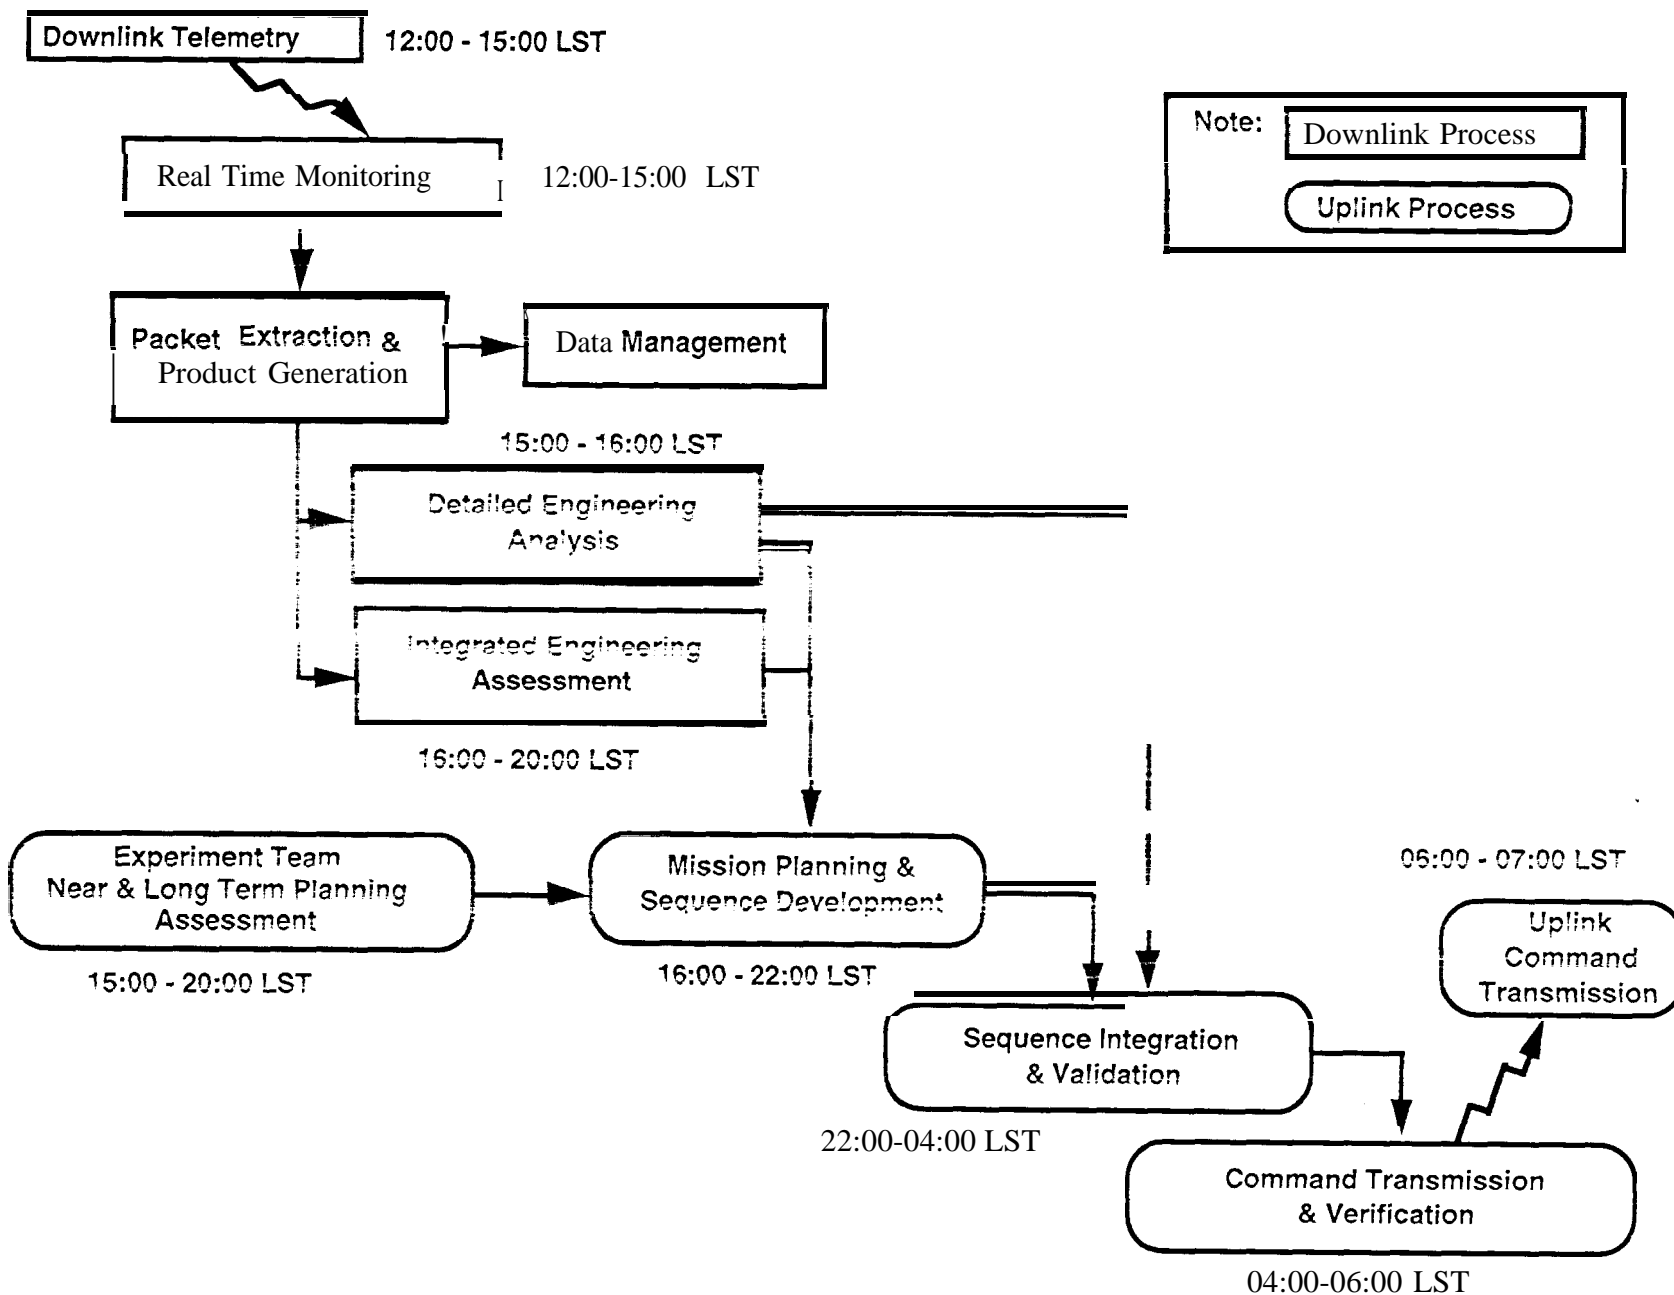 Downlink Telemetry
12:00 - 15:00 LST
Note:
Downlink Process
Uplink Process
Real Time Monitoring
12:00-15:00 LST
Packet Extraction &
Product Generation
Data Management
15:00 - 16:00 LST
Detailed Engineering
Analysis
Integrated Engineering
Assessment
16:00 - 20:00 LST
Experiment Team
Near & Long Term Planning
Assessment
15:00 - 20:00 LST
Mission Planning &
Sequence Development
16:00 - 22:00 LST
06:00 - 07:00 LST
Uplink
Command
Transmission
Sequence Integration
& Validation
22:00-04:00 LST
Command Transmission
& Verification
04:00-06:00 LST